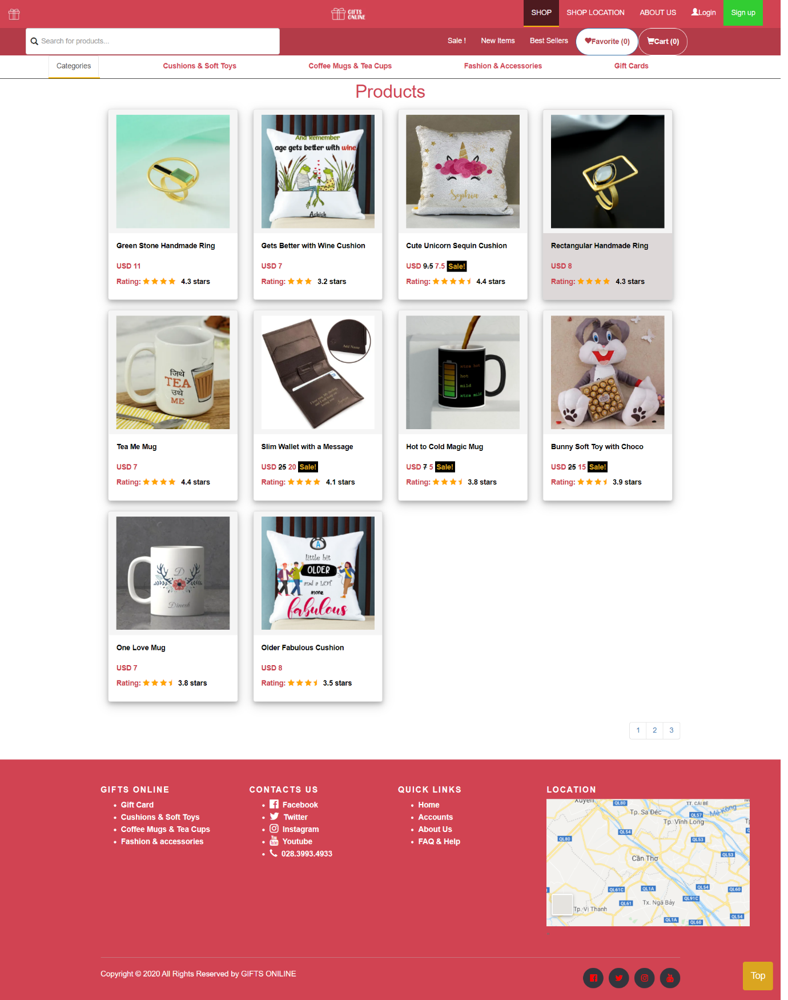 GIFTS
ONLINE
SHOP
SHOP LOCATION
ABOUT US
Login
Sign up
Search for products...
Sale !
New Items
Best Sellers
Favorite (0)
Cart (0)
Categories
Cushions & Soft Toys
Coffee Mugs & Tea Cups
Fashion & Accessories
Gift Cards
Products
And Remember
age gets better with wine
Ashish
Sophia
Green Stone Handmade Ring
USD 11
Rating: 4.3 stars
Gets Better with Wine Cushion
USD 7
Rating: 3.2 stars
Cute Unicorn Sequin Cushion
USD 9.5 7.5 Sale!
Rating: 4.4 stars
Rectangular Handmade Ring
USD 8
Rating: 4.3 stars
जिथे
TEA
उथे
ME
Add Name
xtra hot
hot
mild
xtra mild
Tea Me Mug
USD 7
Rating: 4.4 stars
Slim Wallet with a Message
USD 25 20 Sale!
Rating: 4.1 stars
Hot to Cold Magic Mug
USD 7 5 Sale!
Rating: 3.8 stars
Bunny Soft Toy with Choco
USD 25 15 Sale!
Rating: 3.9 stars
D
Dinesh
A
little bit
OLDER
and a LOT
more
fabulous
One Love Mug
USD 7
Rating: 3.8 stars
Older Fabulous Cushion
USD 8
Rating: 3.5 stars
1 2 3
GIFTS ONLINE
Gift Card
Cushions & Soft Toys
Coffee Mugs & Tea Cups
Fashion & accessories
CONTACTS US
Facebook
Twitter
Instagram
Youtube
028.3993.4933
QUICK LINKS
Home
Accounts
About Us
FAQ & Help
LOCATION
Xuyen
QL80
TT. CÁI BÈ
Tp. Sa Đéc
QL57
Mê Kông
Tp. Vĩnh Long
QL54
QL80
QL53
QL53
Cần Thơ
QL61C
QL1A
QL54
QL60
QL91C
QL61
Tx. Ngã Bảy
Tp. Vị Thanh
QL1A
QL60
QL54
Copyright © 2020 All Rights Reserved by GIFTS ONILINE
Top